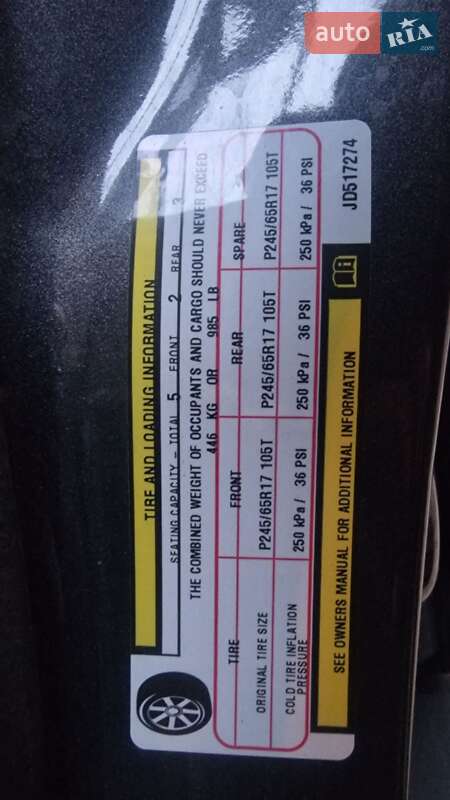 auto RIA
.com
TIRE AND LOADING INFORMATION
SEATING CAPACITY - TOTAL 5 FRONT 2 REAR 3
THE COMBINED WEIGHT OF OCCUPANTS AND CARGO SHOULD NEVER EXCEED
446 KG OR 985 LB
TIRE FRONT REAR SPARE
ORIGINAL TIRE SIZE P245/65R17 105T P245/65R17 105T P245/65R17 105T
COLD TIRE INFLATION
PRESSURE 250 kPa / 36 PSI 250 kPa / 36 PSI 250 kPa / 36 PSI
SEE OWNERS MANUAL FOR ADDITIONAL INFORMATION
JD517274